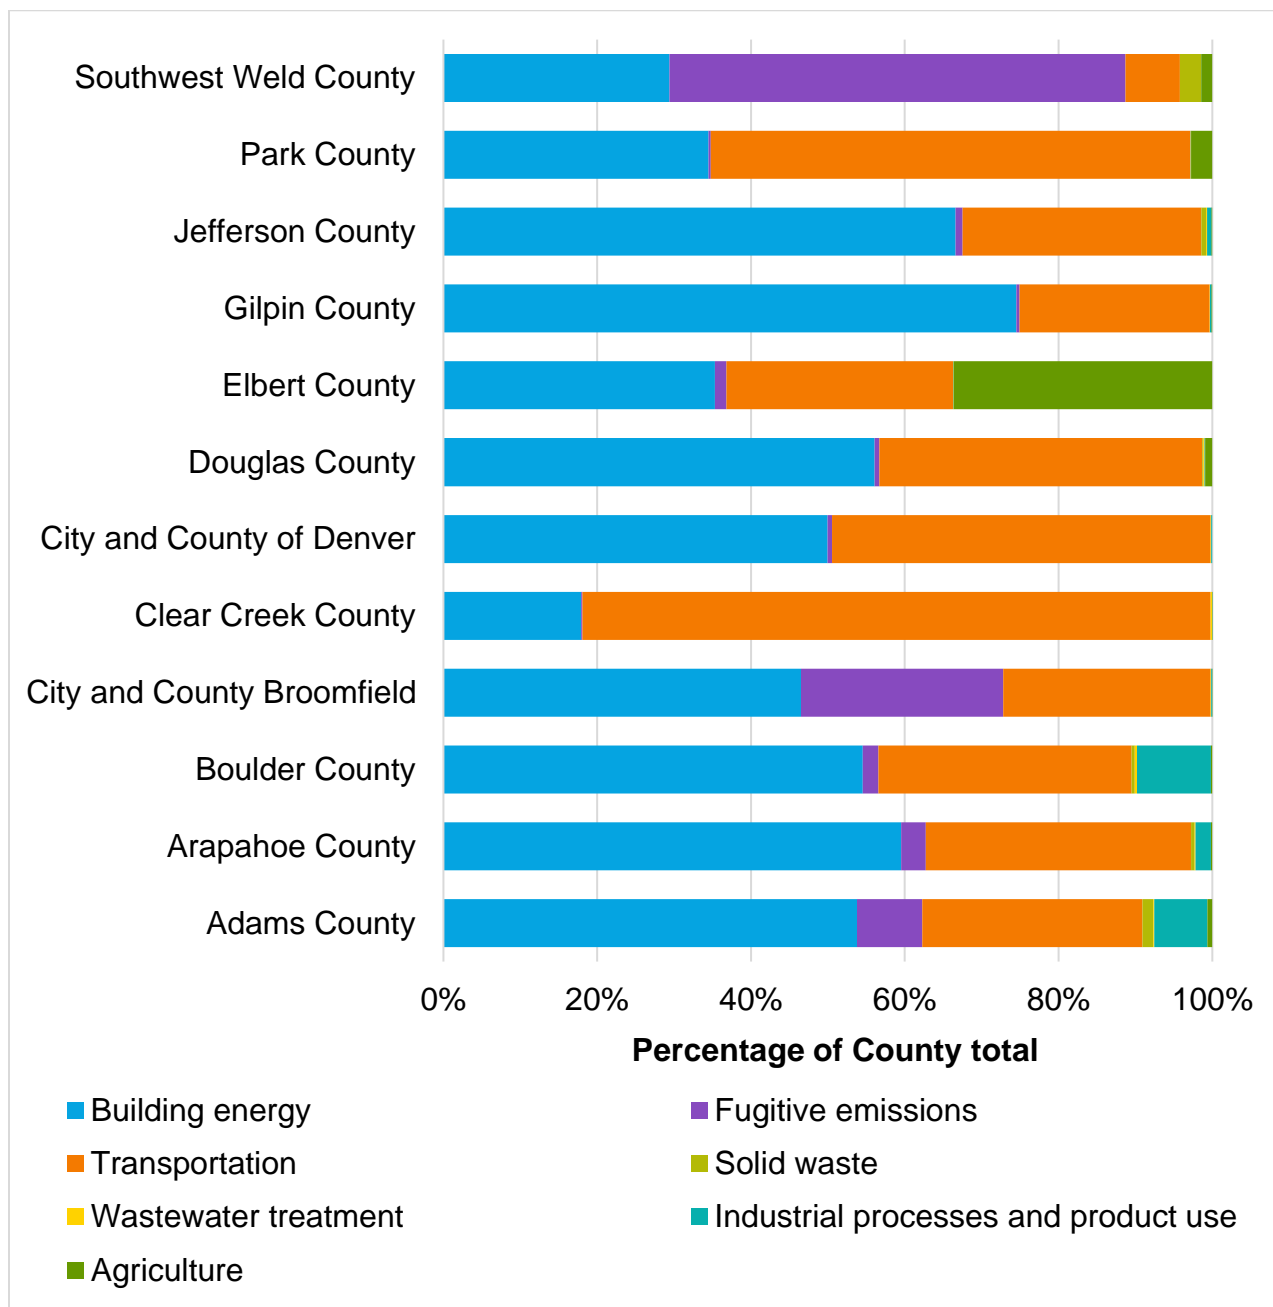 Southwest Weld County
Park County
Jefferson County
Gilpin County
Elbert County
Douglas County
City and County of Denver
Clear Creek County
City and County Broomfield
Boulder County
Arapahoe County
Adams County
0% 20% 40% 60% 80% 100%
Percentage of County total
Building energy Fugitive emissions
Transportation Solid waste
Wastewater treatment Industrial processes and product use
Agriculture